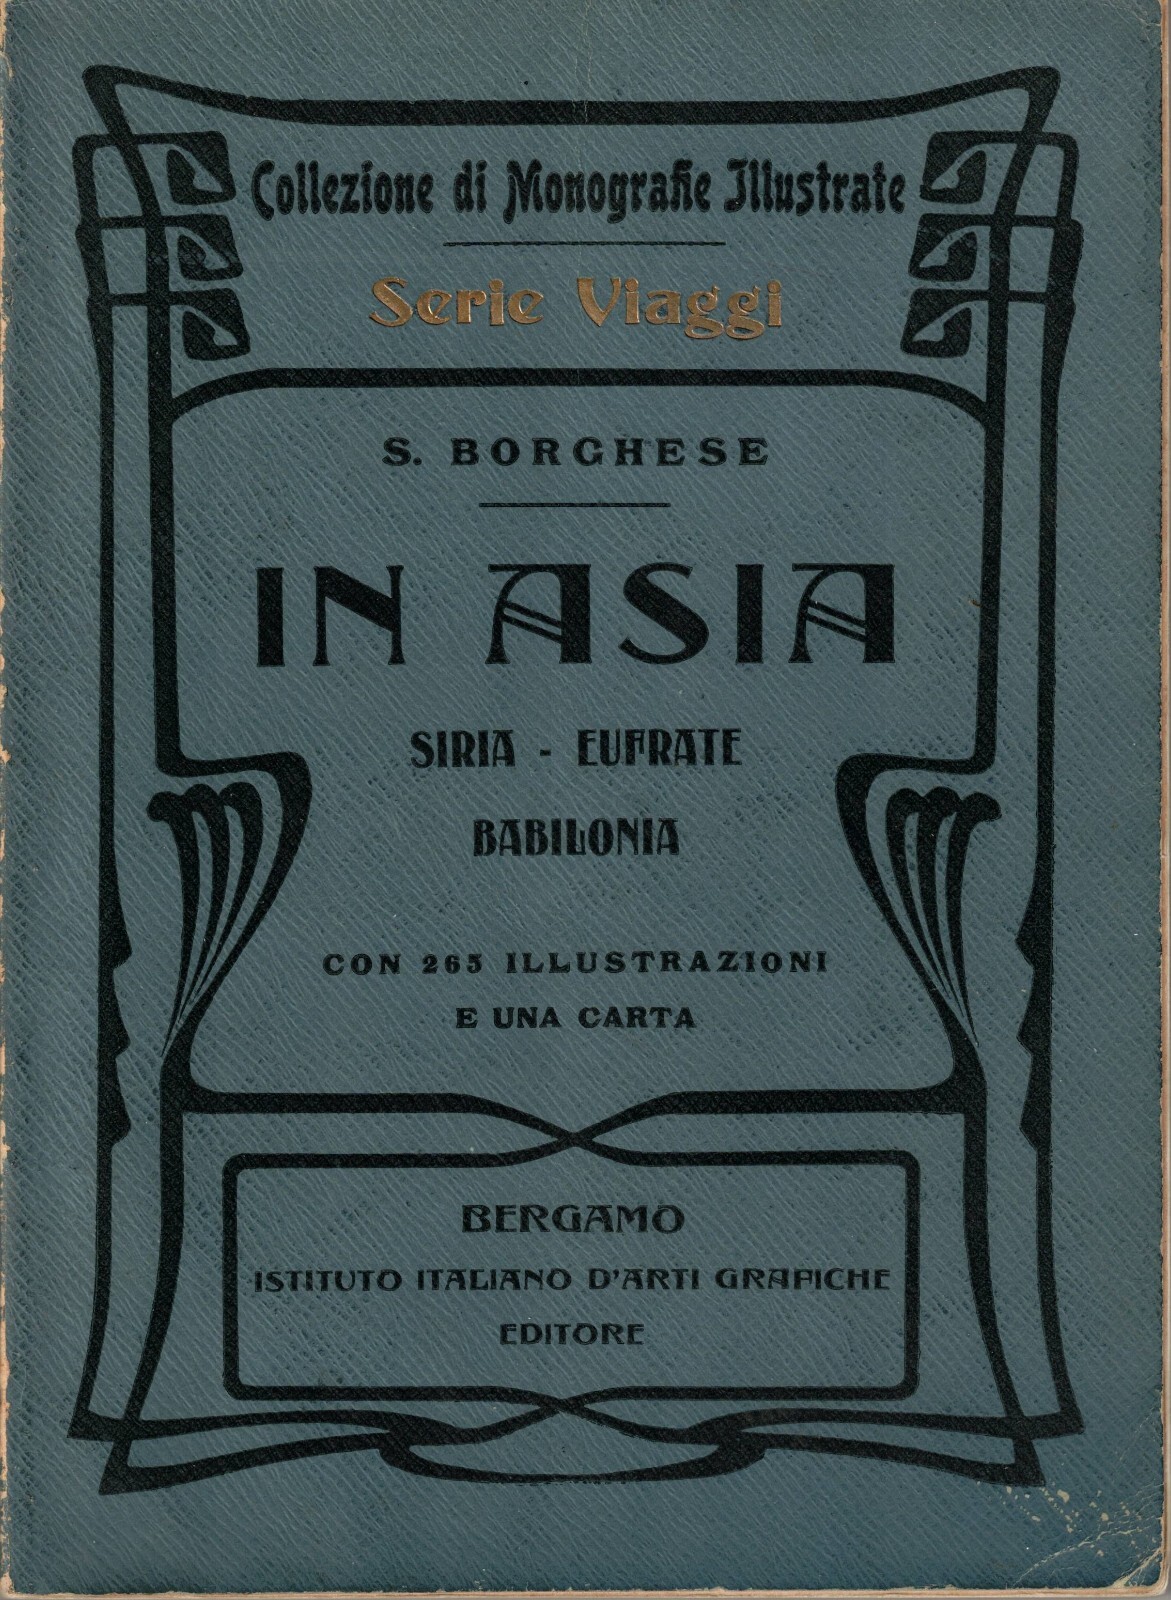 Collezione di Monografie Illustrate
Serie Viaggi
S. BORGHESE
IN ASIA
SIRIA - EUFRATE
BABILONIA
CON 265 ILLUSTRAZIONI
E UNA CARTA
BERGAMO
ISTITUTO ITALIANO D'ARTI GRAFICHE
EDITORE